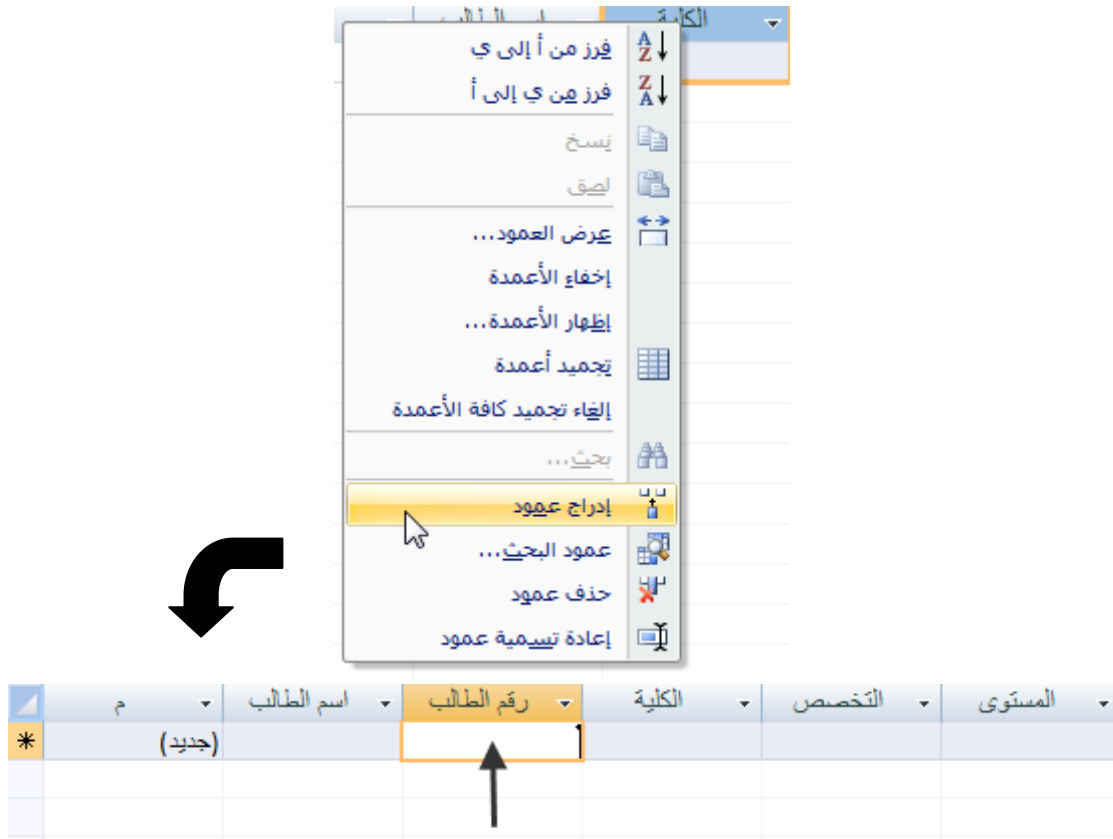 الكلية
فرز من أ إلى ي
فرز من ي إلى أ
نسخ
لصق
عرض العمود...
إخفاء الأعمدة
إظهار الأعمدة...
تجميد أعمدة
إلغاء تجميد كافة الأعمدة
بحث...
إدراج عمود
عمود البحث...
حذف عمود
إعادة تسمية عمود
م اسم الطالب رقم الطالب الكلية التخصص المستوى
(جديد)